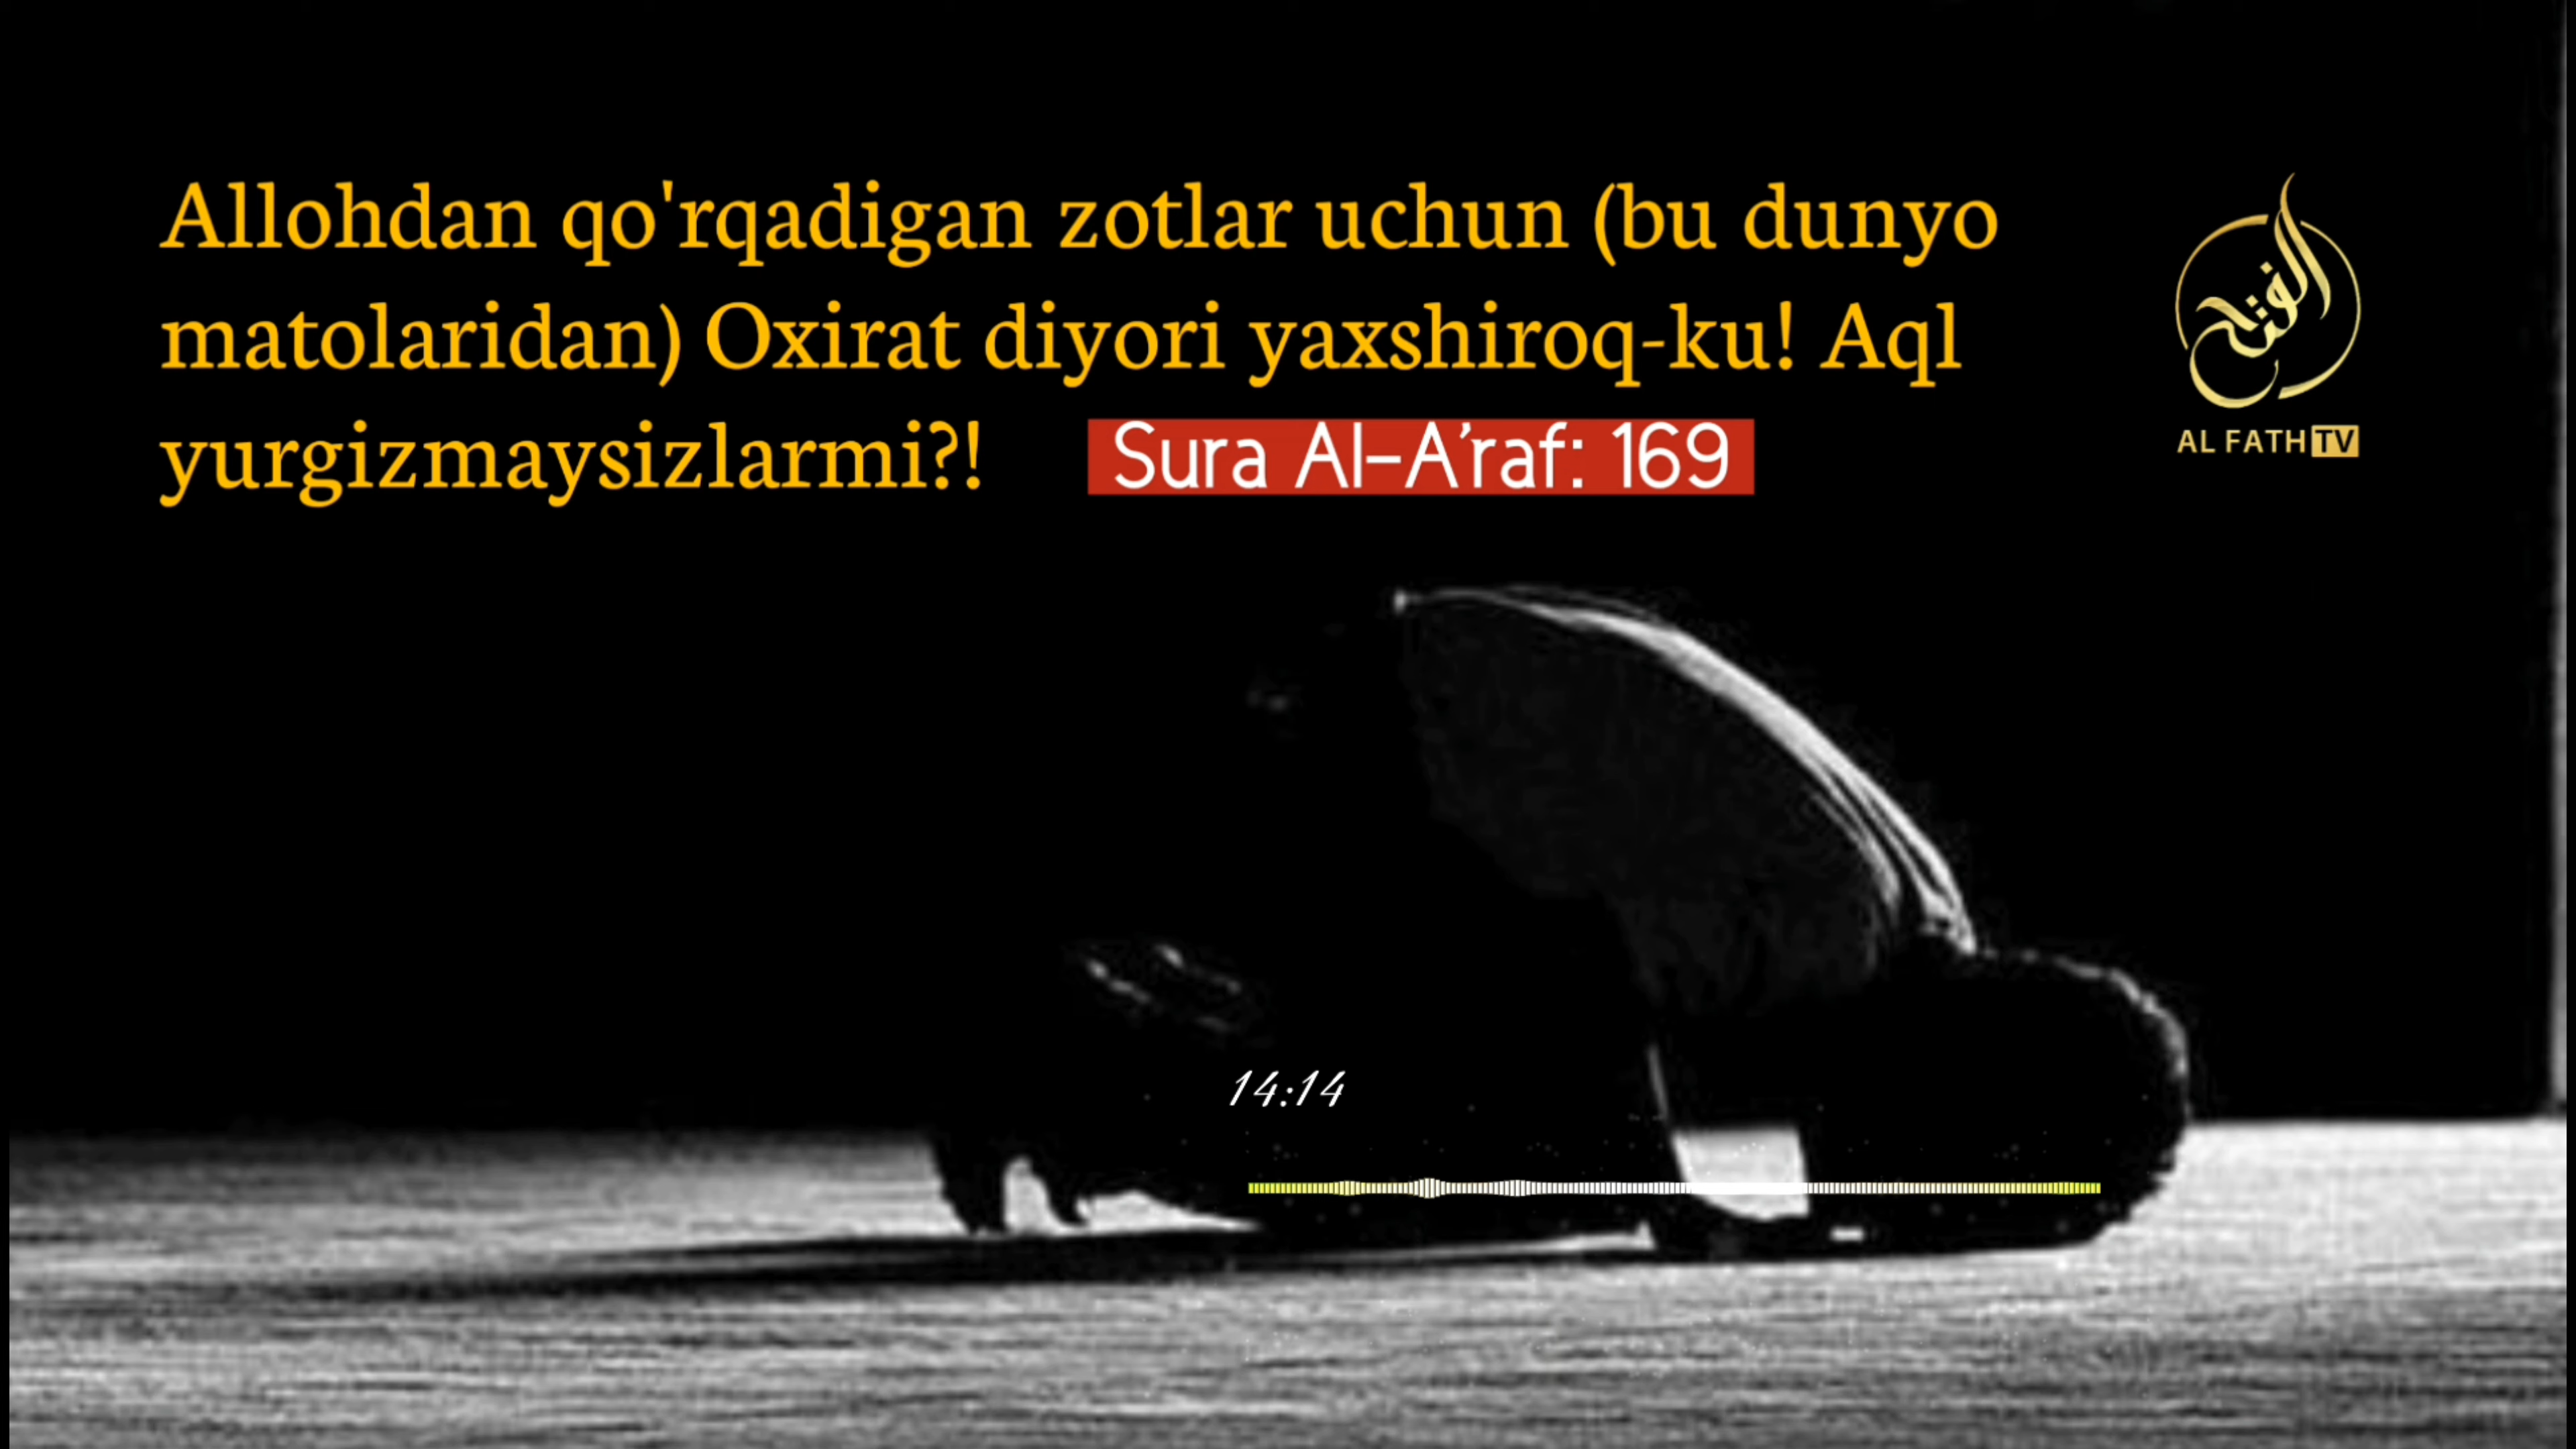 Allohdan qo'rqadigan zotlar uchun (bu dunyo
matolaridan) Oxirat diyori yaxshiroq-ku! Aql
yurgizmaysizlarmi?! Sura Al-A'raf: 169
الفتح
AL FATH TV
14:14